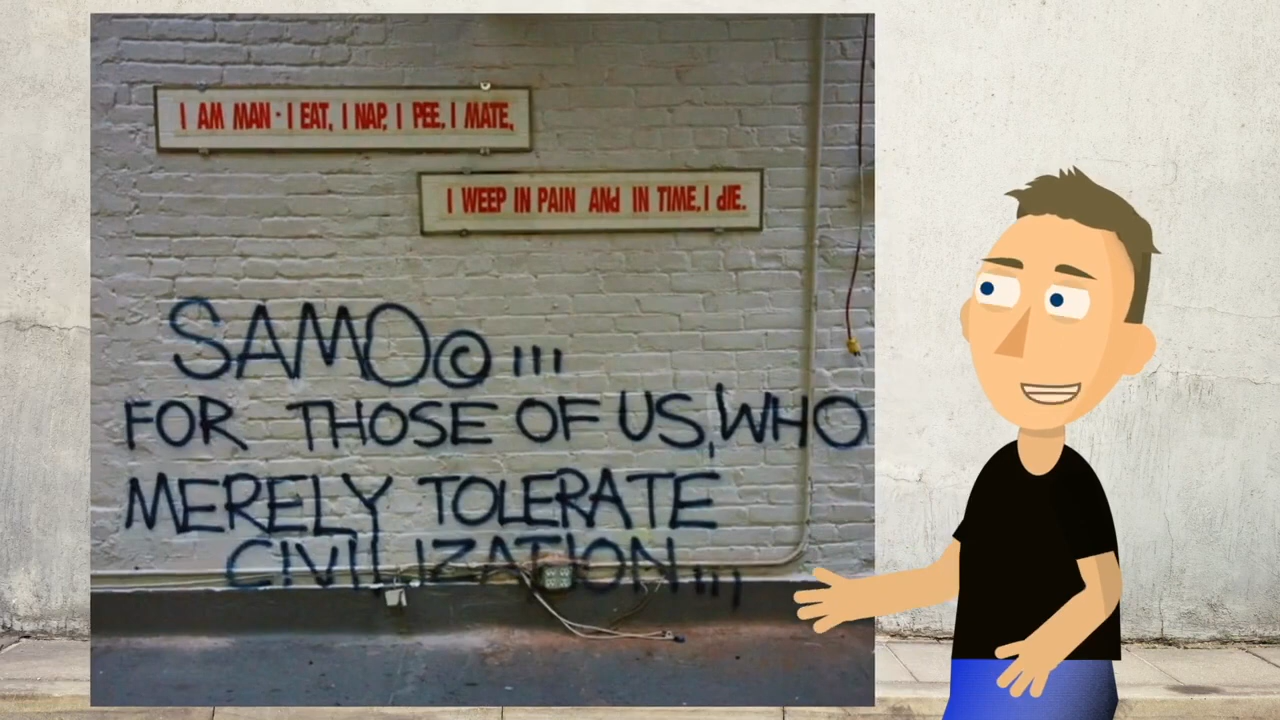 I AM MAN · I EAT, I NAP, I PEE, I MATE,
I WEEP IN PAIN ANd IN TIME, I dIE.
SAMO© ııı
FOR THOSE OF US, WHO
MERELY TOLERATE
CIVILIZATION ,,,